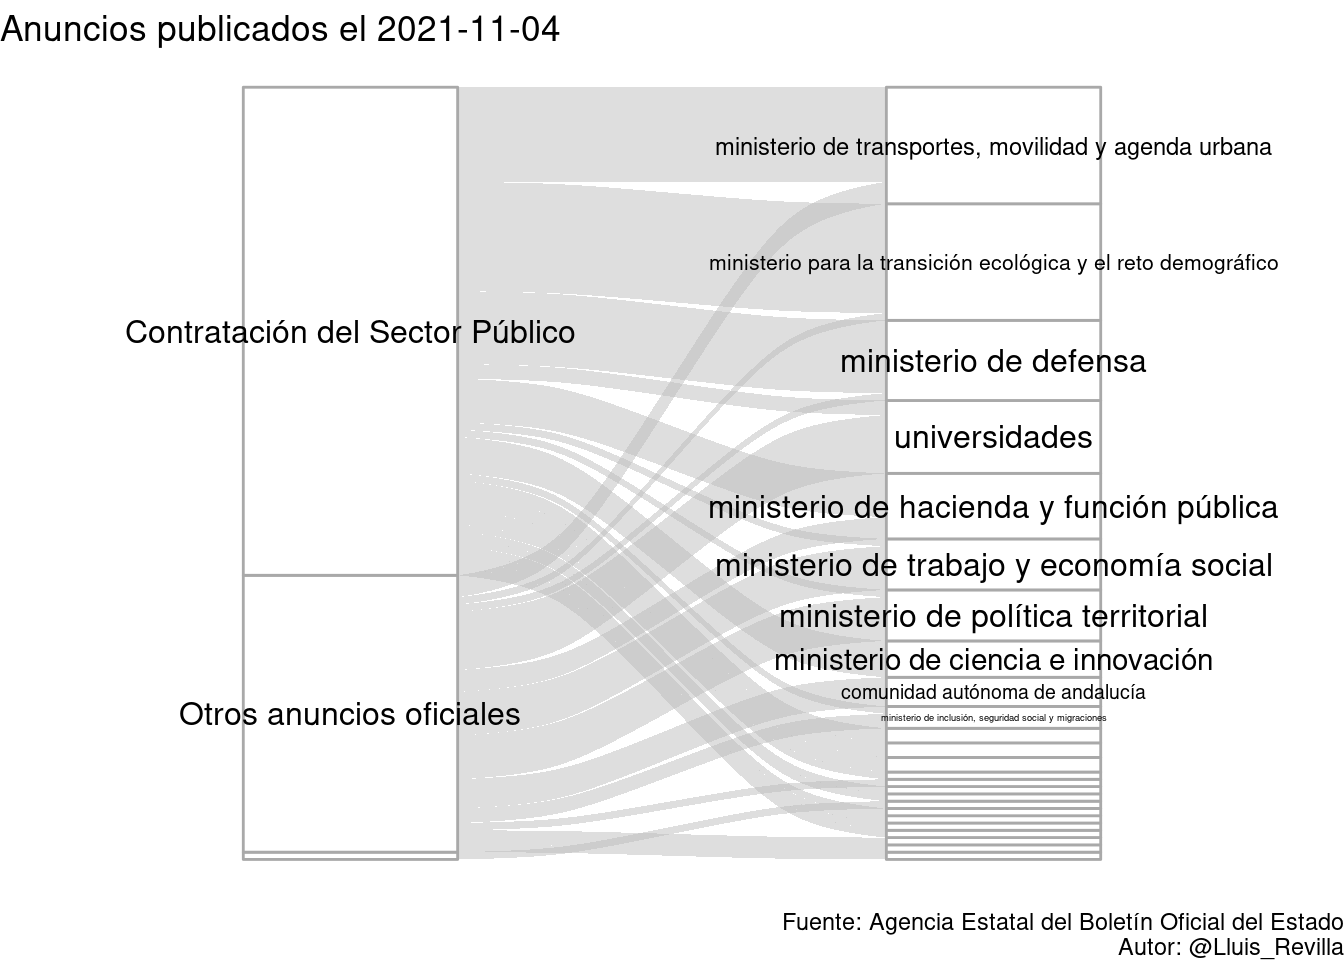 Anuncios publicados el 2021-11-04
ministerio de transportes, movilidad y agenda urbana
ministerio para la transición ecológica y el reto demográfico
Contratación del Sector Público
ministerio de defensa
universidades
ministerio de hacienda y función pública
ministerio de trabajo y economía social
ministerio de política territorial
ministerio de ciencia e innovación
comunidad autónoma de andalucía
Otros anuncios oficiales
ministerio de inclusión, seguridad social y migraciones
Fuente: Agencia Estatal del Boletín Oficial del Estado
Autor: @Lluis_Revilla